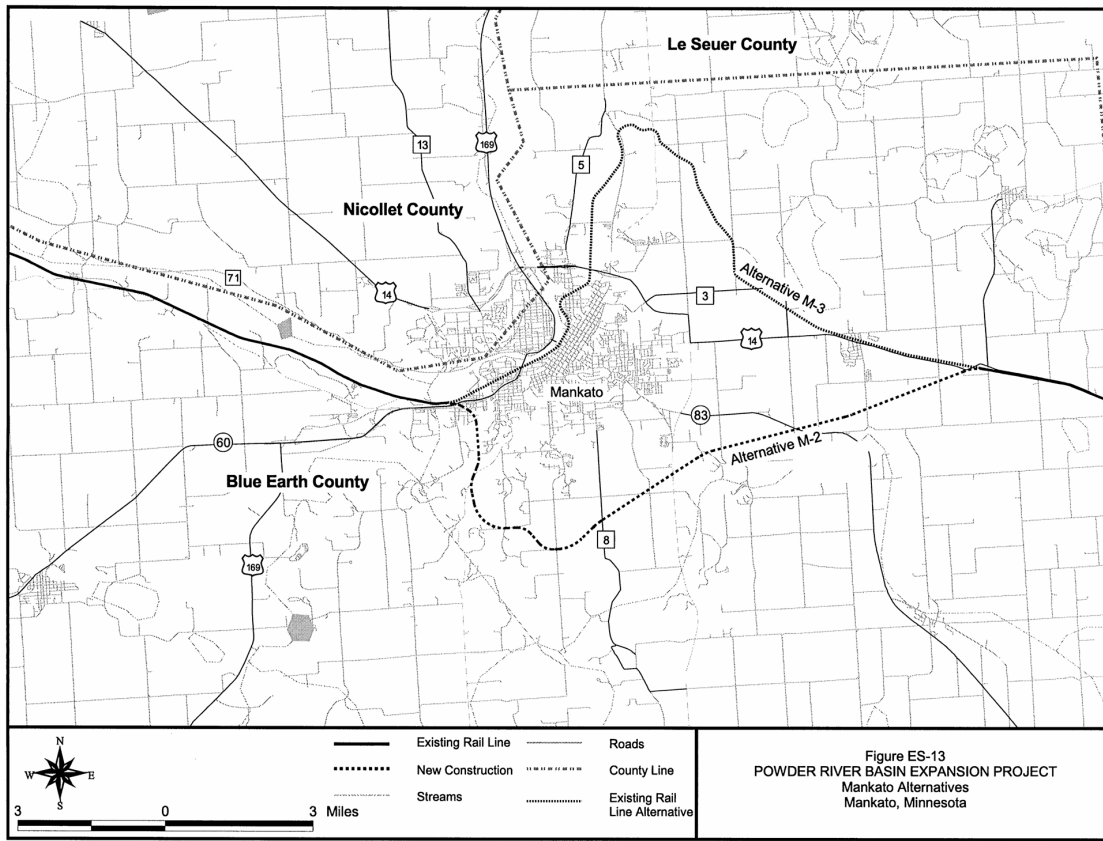 Le Seuer County
13
169
5
Nicollet County
71
14
3
Alternative M-3
14
Mankato
83
60
Alternative M-2
Blue Earth County
8
169
N
W E
S
3 0 3 Miles
Existing Rail Line
New Construction
Streams
Roads
County Line
Existing Rail
Line Alternative
Figure ES-13
POWDER RIVER BASIN EXPANSION PROJECT
Mankato Alternatives
Mankato, Minnesota